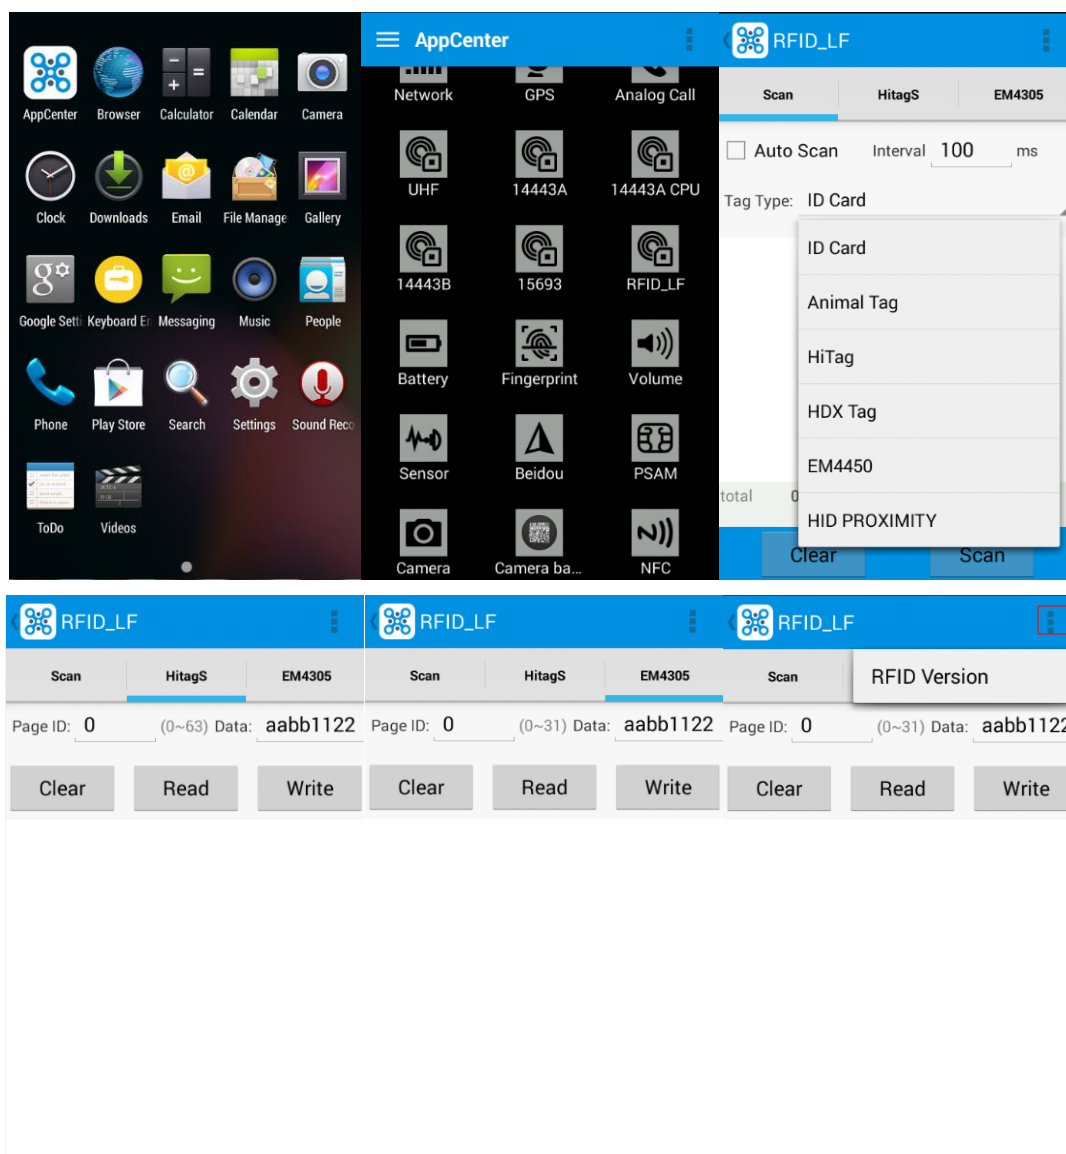 AppCenter Browser Calculator Calendar Camera
Clock Downloads Email File Manage Gallery
Google Setti Keyboard Er Messaging Music People
Phone Play Store Search Settings Sound Reco
ToDo Videos
AppCenter
Network GPS Analog Call
UHF 14443A 14443A CPU
14443B 15693 RFID_LF
Battery Fingerprint Volume
Sensor Beidou PSAM
Camera Camera ba... NFC
RFID_LF
Scan HitagS EM4305
Auto Scan Interval 100 ms
Tag Type: ID Card
ID Card
Animal Tag
HiTag
HDX Tag
EM4450
HID PROXIMITY
total 0
Clear Scan
RFID_LF
Scan HitagS EM4305
Page ID: 0 (0~63) Data: aabb1122
Clear Read Write
RFID_LF
Scan HitagS EM4305
Page ID: 0 (0~31) Data: aabb1122
Clear Read Write
RFID_LF
RFID Version
Scan
Page ID: 0 (0~31) Data: aabb1122
Clear Read Write